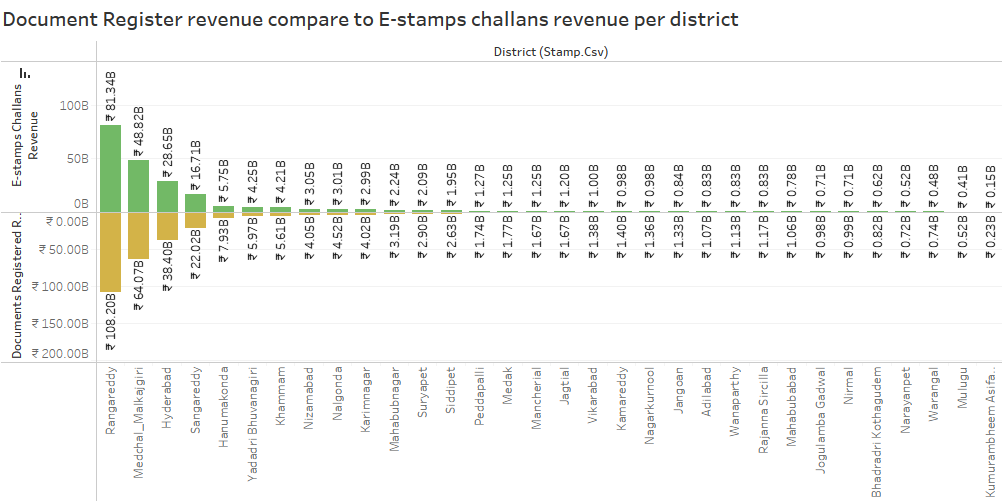 Document Register revenue compare to E-stamps challans revenue per district
District (Stamp.Csv)
E-stamps Challans
Revenue
100B
50B
0B
₹ 81.34B
₹ 48.82B
₹ 28.65B
₹ 16.71B
₹ 5.75B
₹ 4.25B
₹ 4.21B
₹ 3.05B
₹ 3.01B
₹ 2.99B
₹ 2.24B
₹ 2.09B
₹ 1.95B
₹ 1.27B
₹ 1.25B
₹ 1.25B
₹ 1.20B
₹ 1.00B
₹ 0.98B
₹ 0.98B
₹ 0.84B
₹ 0.83B
₹ 0.83B
₹ 0.83B
₹ 0.78B
₹ 0.71B
₹ 0.71B
₹ 0.62B
₹ 0.52B
₹ 0.48B
₹ 0.41B
₹ 0.15B
Documents Registered R..
₹ 0.00B
₹ 50.00B
₹ 100.00B
₹ 150.00B
₹ 200.00B
₹ 108.20B
₹ 64.07B
₹ 38.40B
₹ 22.02B
₹ 7.93B
₹ 5.97B
₹ 5.61B
₹ 4.05B
₹ 4.52B
₹ 4.02B
₹ 3.19B
₹ 2.90B
₹ 2.63B
₹ 1.74B
₹ 1.77B
₹ 1.67B
₹ 1.67B
₹ 1.38B
₹ 1.40B
₹ 1.36B
₹ 1.33B
₹ 1.07B
₹ 1.13B
₹ 1.17B
₹ 1.06B
₹ 0.98B
₹ 0.99B
₹ 0.82B
₹ 0.72B
₹ 0.74B
₹ 0.52B
₹ 0.23B
Rangareddy
Medchal_Malkajgiri
Hyderabad
Sangareddy
Hanumakonda
Yadadri Bhuvanagiri
Khammam
Nizamabad
Nalgonda
Karimnagar
Mahabubnagar
Suryapet
Siddipet
Peddapalli
Medak
Mancherial
Jagtial
Vikarabad
Kamareddy
Nagarkurnool
Jangoan
Adilabad
Wanaparthy
Rajanna Sircilla
Mahabubabad
Jogulamba Gadwal
Nirmal
Bhadradri Kothagudem
Narayanpet
Warangal
Mulugu
Kumurambheem Asifa..